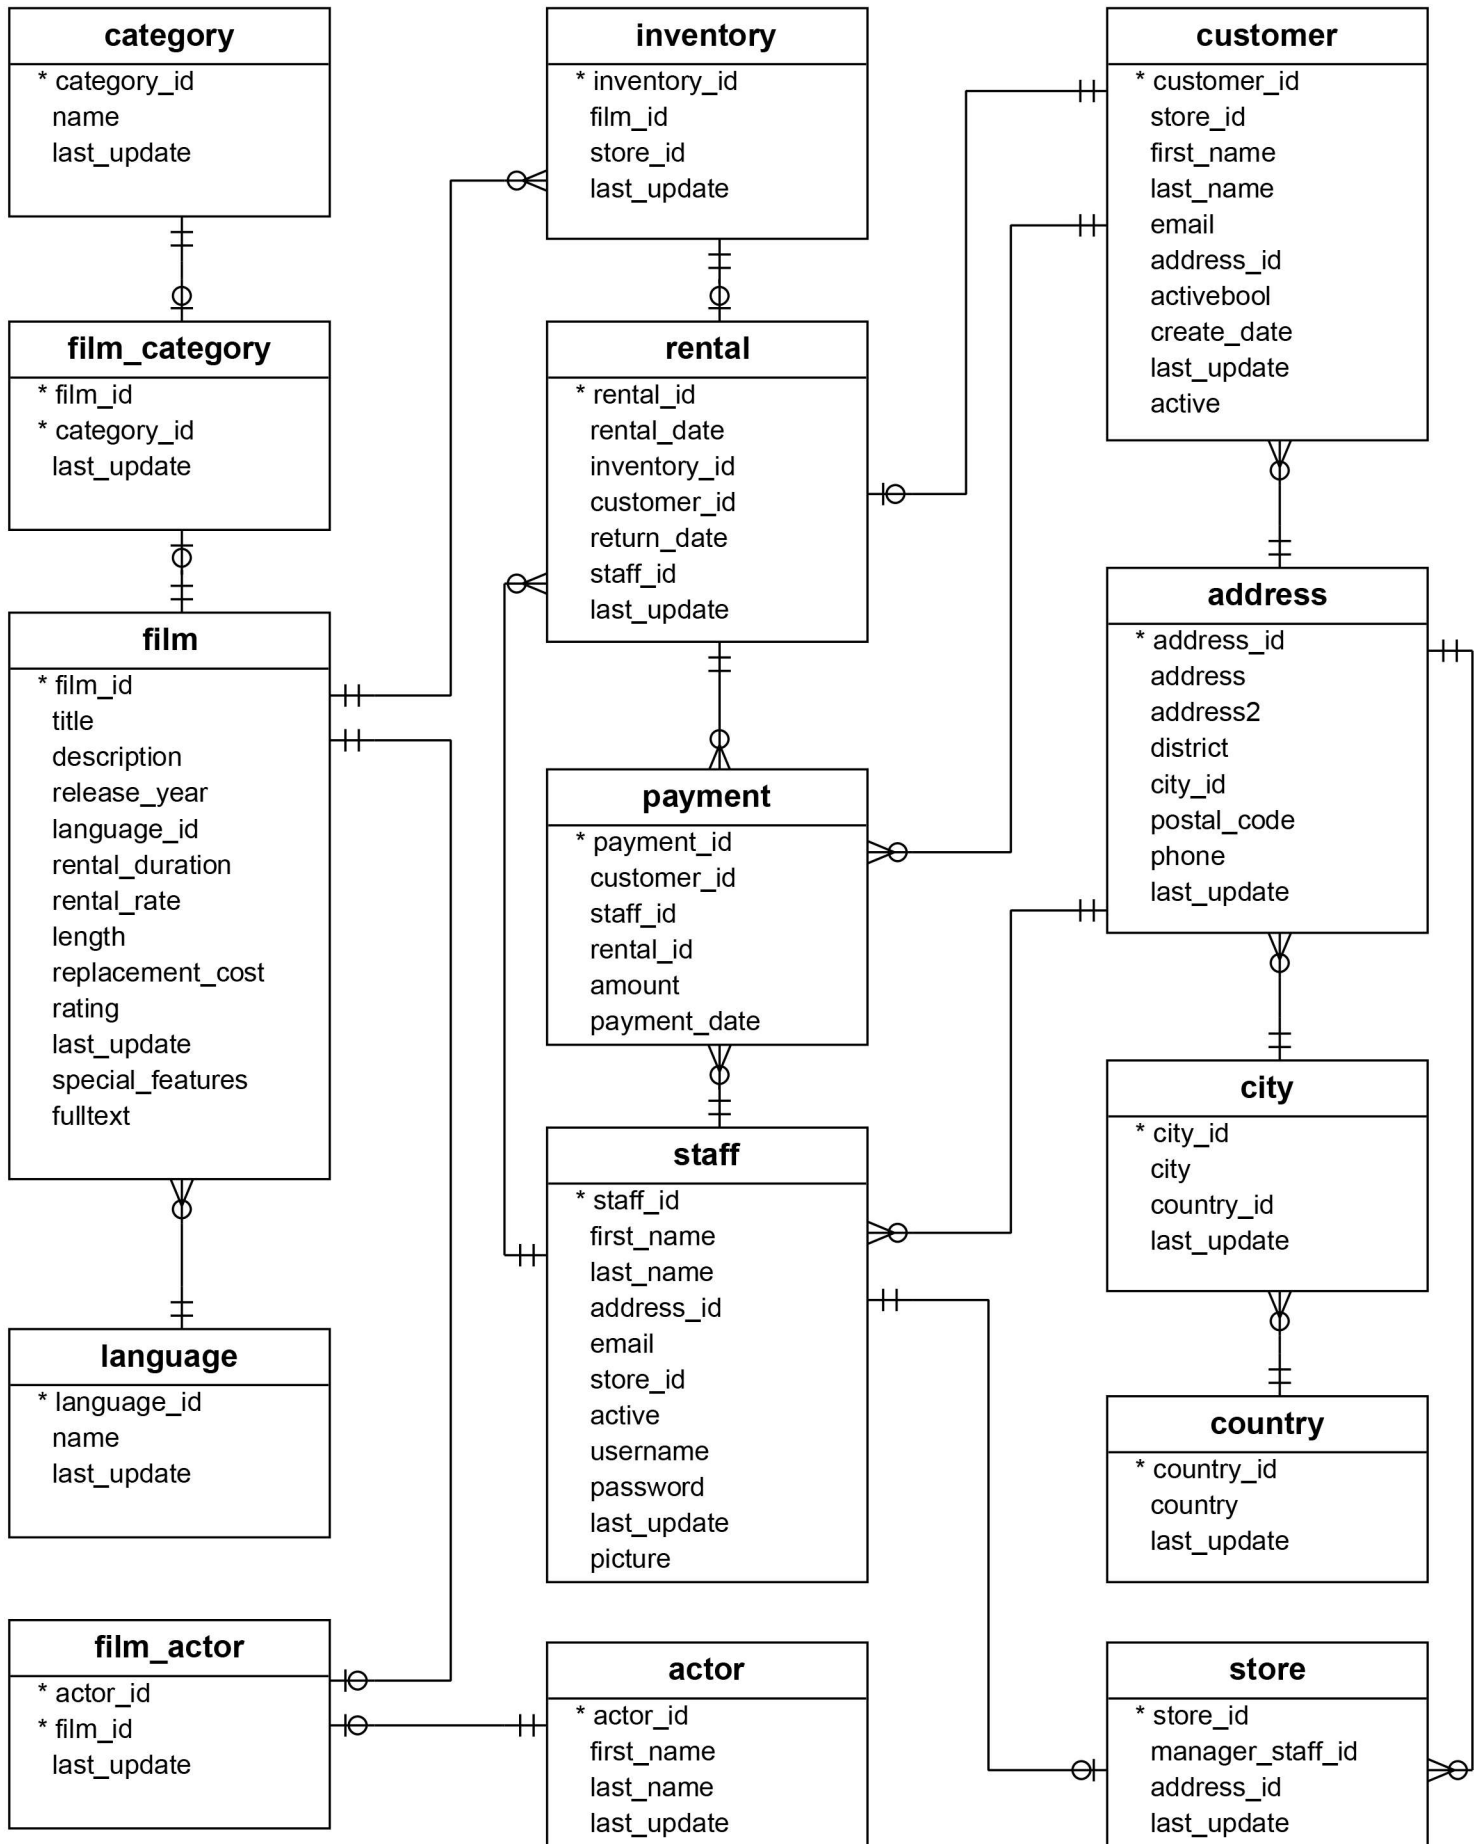 category
* category_id
name
last_update
film_category
* film_id
* category_id
last_update
film
* film_id
title
description
release_year
language_id
rental_duration
rental_rate
length
replacement_cost
rating
last_update
special_features
fulltext
language
* language_id
name
last_update
film_actor
* actor_id
* film_id
last_update
inventory
* inventory_id
film_id
store_id
last_update
rental
* rental_id
rental_date
inventory_id
customer_id
return_date
staff_id
last_update
payment
* payment_id
customer_id
staff_id
rental_id
amount
payment_date
staff
* staff_id
first_name
last_name
address_id
email
store_id
active
username
password
last_update
picture
actor
* actor_id
first_name
last_name
last_update
customer
* customer_id
store_id
first_name
last_name
email
address_id
activebool
create_date
last_update
active
address
* address_id
address
address2
district
city_id
postal_code
phone
last_update
city
* city_id
city
country_id
last_update
country
* country_id
country
last_update
store
* store_id
manager_staff_id
address_id
last_update